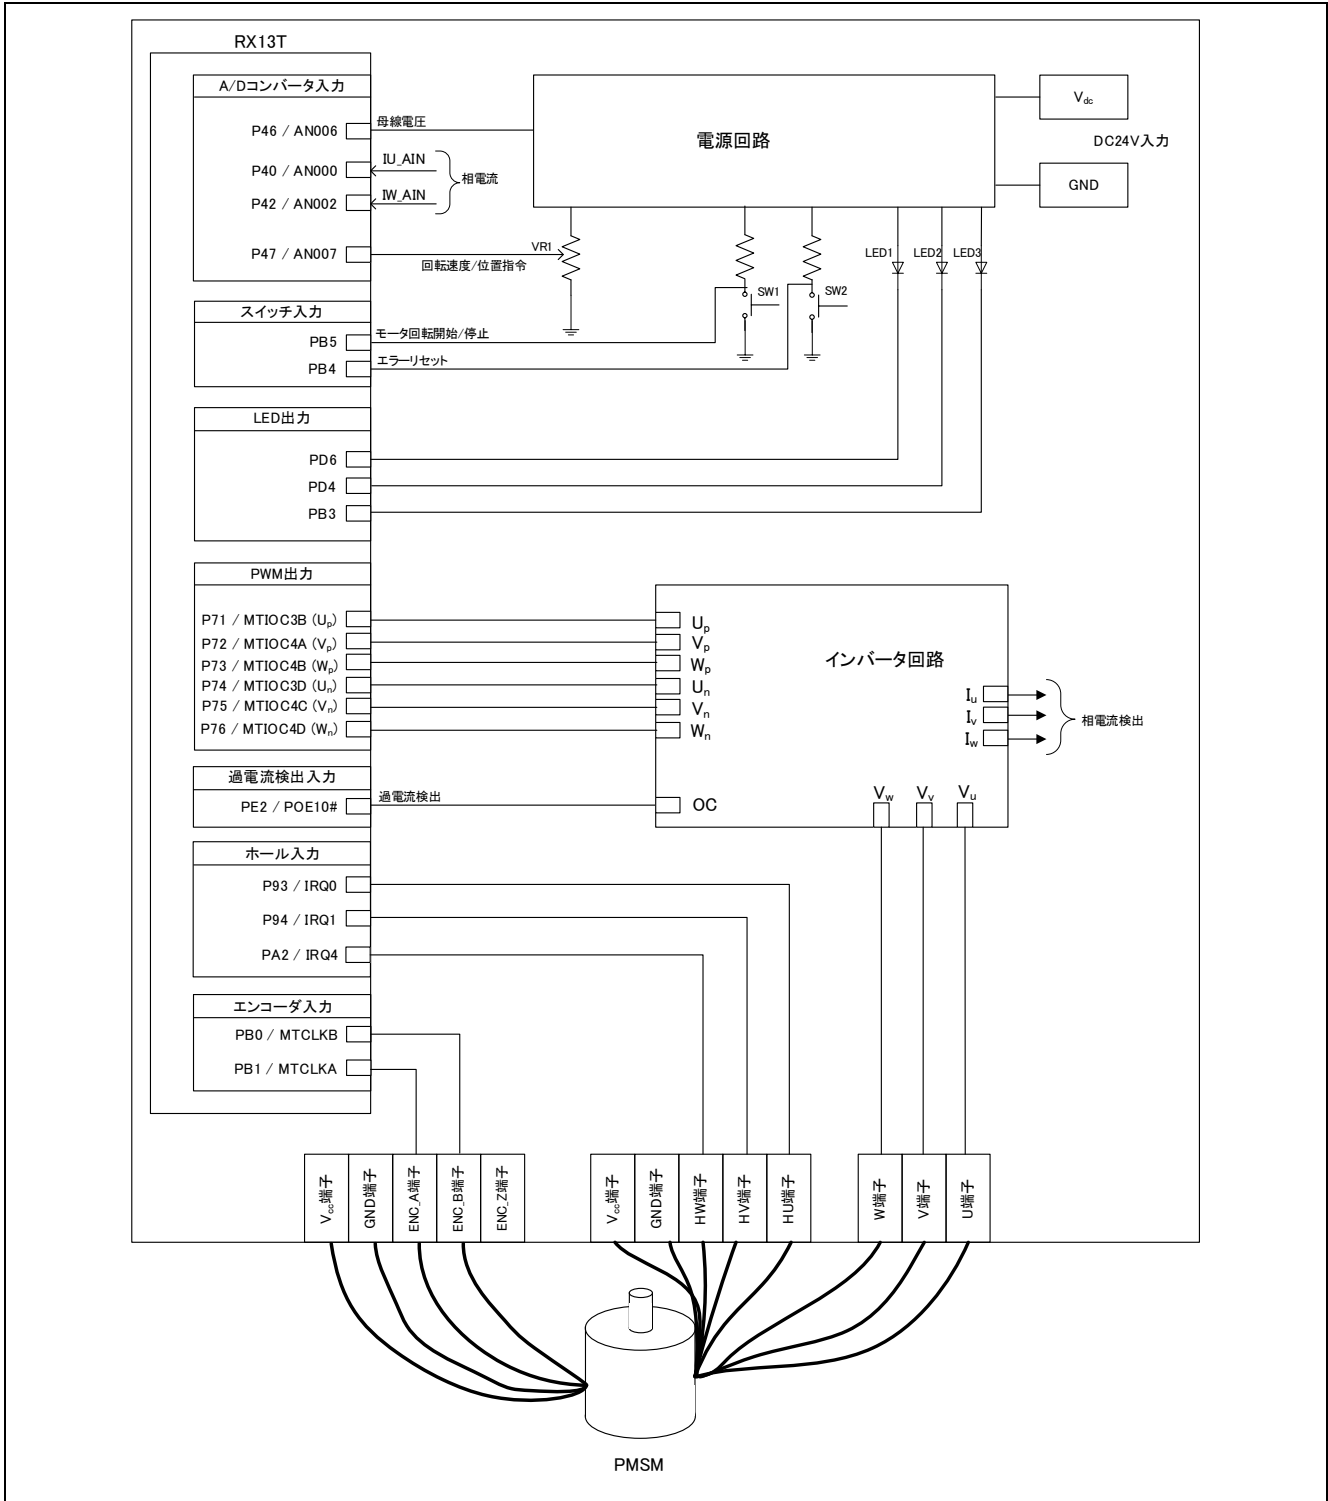 RX13T
A/Dコンバータ入力
P46 / AN006
母線電圧
P40 / AN000
IU_AIN
P42 / AN002
IW_AIN
相電流
P47 / AN007
回転速度/位置指令
VR1
電源回路
Vdc
DC24V入力
GND
SW1
SW2
LED1
LED2
LED3
スイッチ入力
PB5
モータ回転開始/停止
PB4
エラーリセット
LED出力
PD6
PD4
PB3
PWM出力
P71 / MTIOC3B (Up)
P72 / MTIOC4A (Vp)
P73 / MTIOC4B (Wp)
P74 / MTIOC3D (Un)
P75 / MTIOC4C (Vn)
P76 / MTIOC4D (Wn)
Up
Vp
Wp
Un
Vn
Wn
インバータ回路
Iu
Iv
Iw
相電流検出
過電流検出入力
PE2 / POE10#
過電流検出
OC
Vw
Vv
Vu
ホール入力
P93 / IRQ0
P94 / IRQ1
PA2 / IRQ4
エンコーダ入力
PB0 / MTCLKB
PB1 / MTCLKA
Vcc端子
GND端子
ENC_A端子
ENC_B端子
ENC_Z端子
Vcc端子
GND端子
HW端子
HV端子
HU端子
W端子
V端子
U端子
PMSM